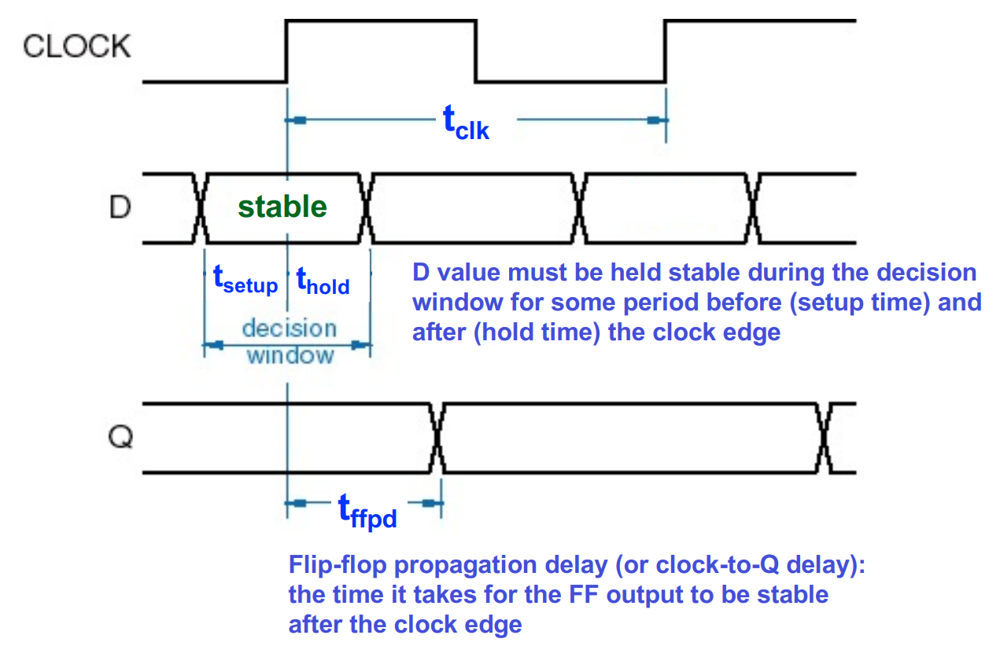 CLOCK
tclk
D
stable
tsetup
thold
D value must be held stable during the decision
window for some period before (setup time) and
after (hold time) the clock edge
decision
window
Q
tffpd
Flip-flop propagation delay (or clock-to-Q delay):
the time it takes for the FF output to be stable
after the clock edge